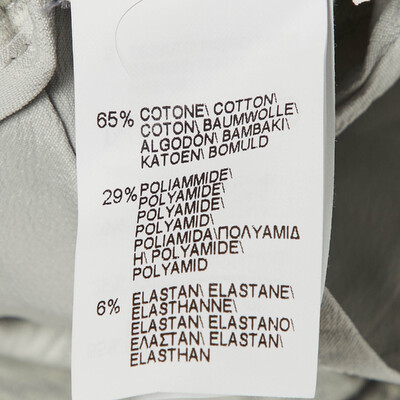 65% COTONE\ COTTON\
COTON\ BAUMWOLLE\
ALGODÓN\ BAMBAKI\
KATOEN\ BOMULD
29% POLIAMMIDE\
POLYAMIDE\
POLYAMIDE\
POLYAMID\
POLIAMIDA\ΠΟΛΥΑΜΙΔ
Η\ POLYAMIDE\
POLYAMID
6% ELASTAN\ ELASTANE\
ELASTHANNE\
ELASTAN\ ELASTANO\
ΕΛΑΣΤΑΝ\ ELASTAN\
ELASTHAN